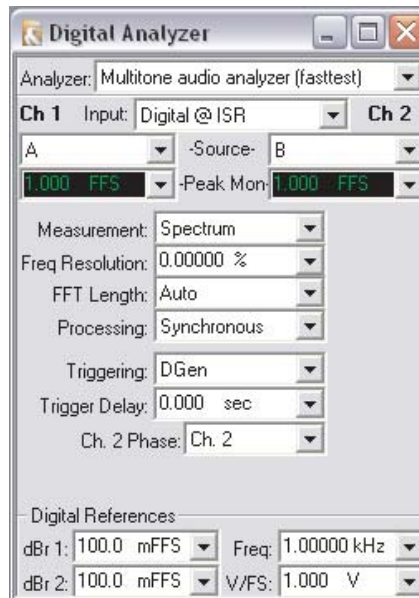 Digital Analyzer
Analyzer: Multitone audio analyzer (fasttest)
Ch 1 Input: Digital @ ISR Ch 2
A -Source- B
1.000 FFS -Peak Mon- 1.000 FFS
Measurement: Spectrum
Freq Resolution: 0.00000 %
FFT Length: Auto
Processing: Synchronous
Triggering: DGen
Trigger Delay: 0.000 sec
Ch. 2 Phase: Ch. 2
Digital References
dBr 1: 100.0 mFFS Freq: 1.00000 kHz
dBr 2: 100.0 mFFS V/FS: 1.000 V